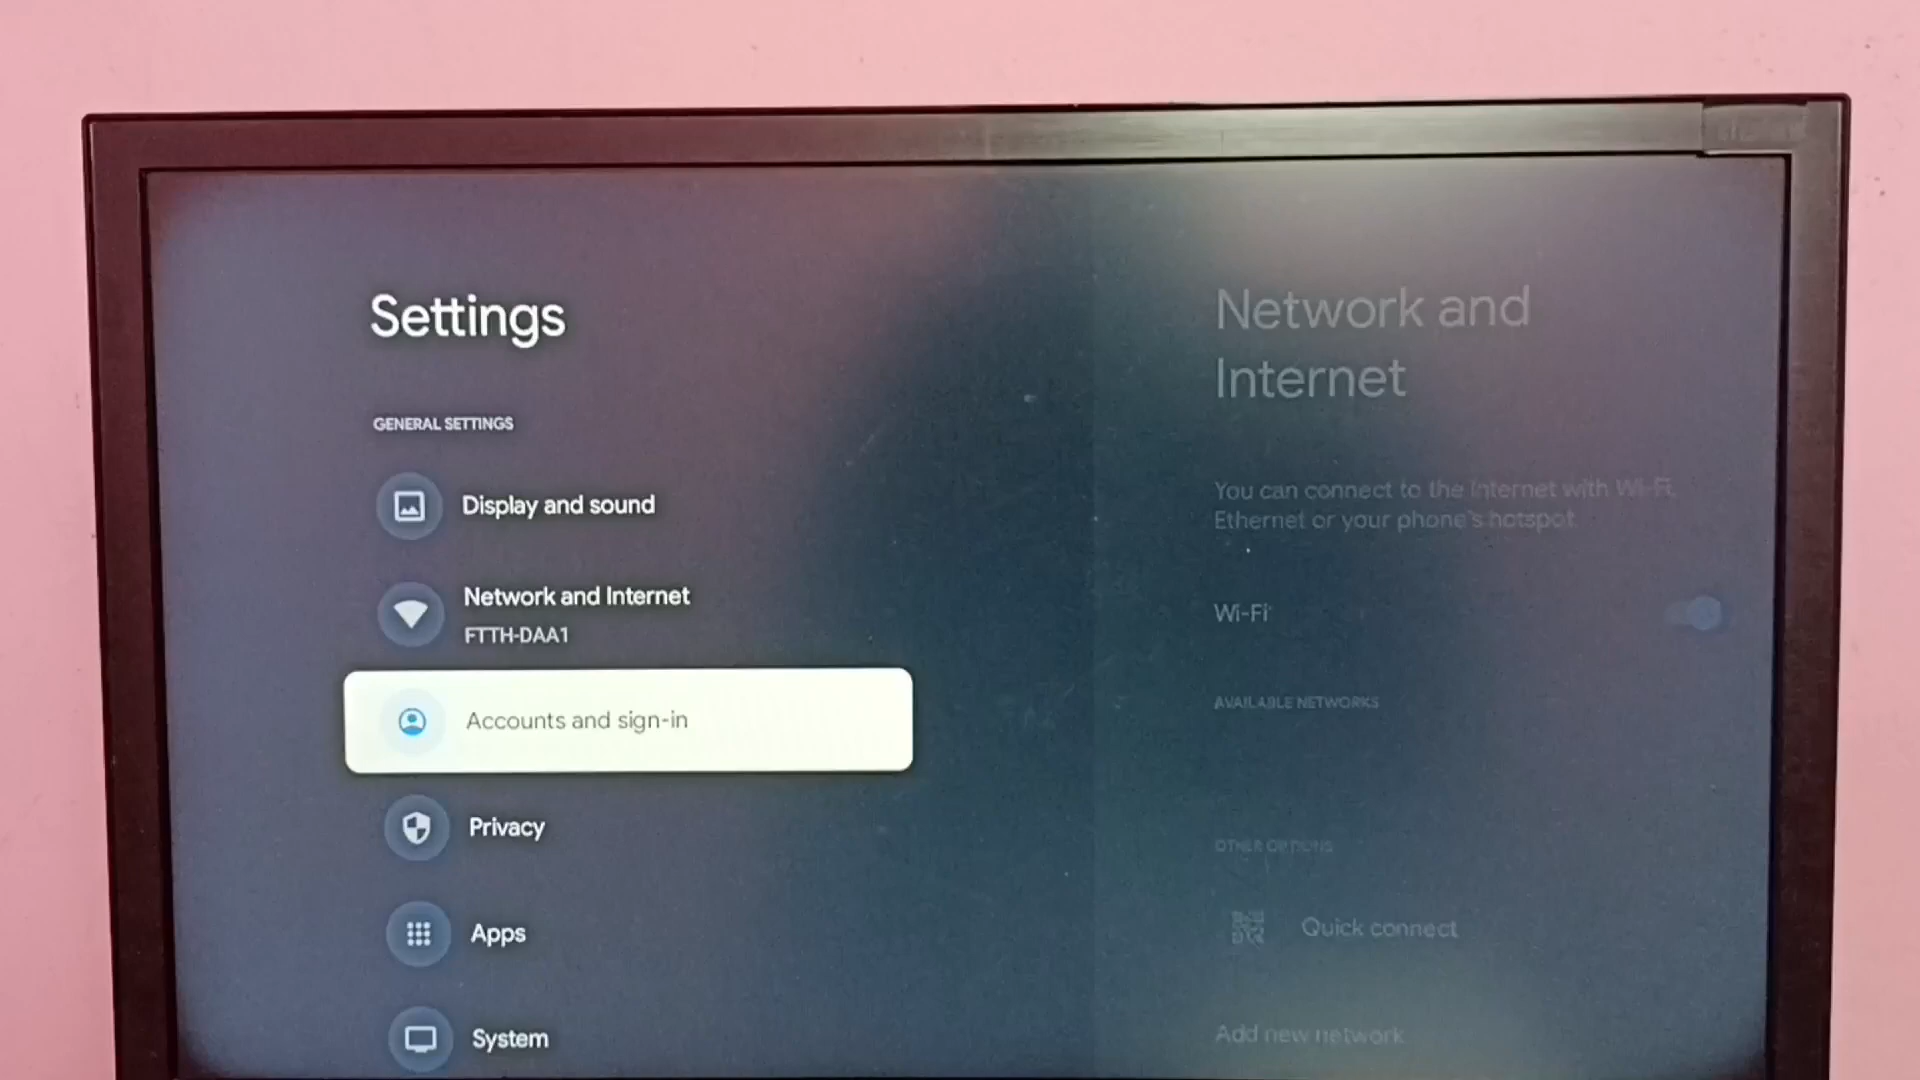 Settings
GENERAL SETTINGS
Display and sound
Network and Internet
FTTH-DAA1
Accounts and sign-in
Privacy
Apps
System
Network and
Internet
You can connect to the Internet with Wi-Fi,
Ethernet or your phone's hotspot.
Wi-Fi
AVAILABLE NETWORKS
OTHER OPTIONS
Quick connect
Add new network